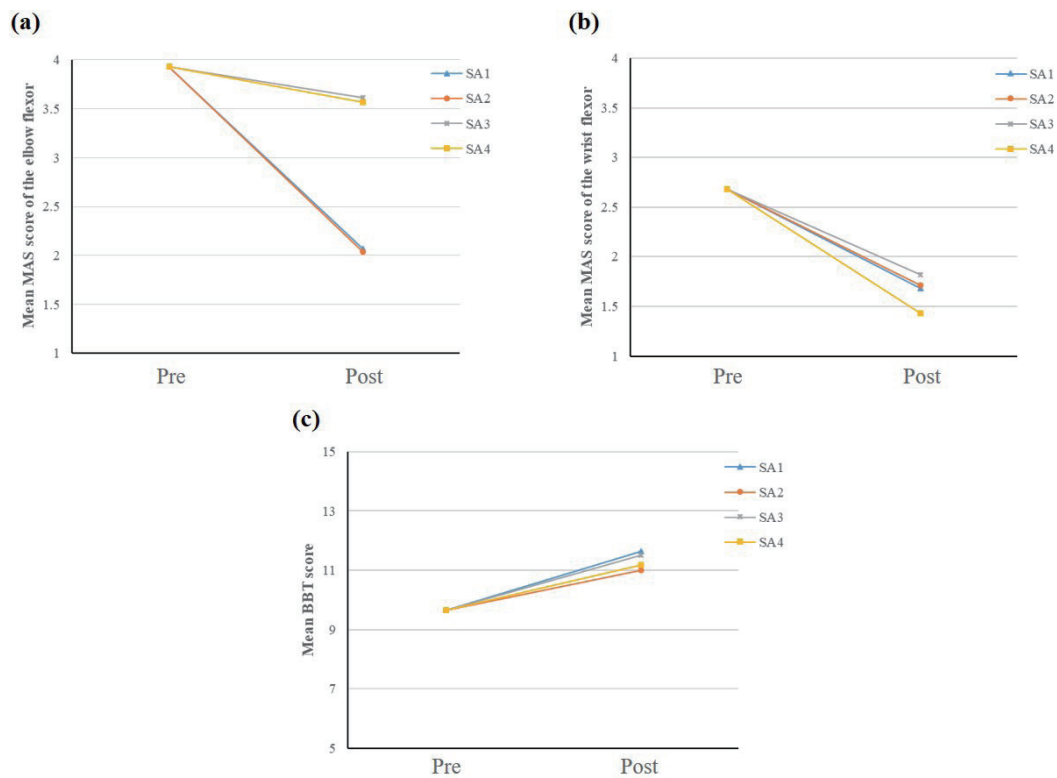 (a)
Mean MAS score of the elbow flexor
4
3.5
3
2.5
2
1.5
1
Pre
Post
SA1
SA2
SA3
SA4
(b)
Mean MAS score of the wrist flexor
4
3.5
3
2.5
2
1.5
1
Pre
Post
SA1
SA2
SA3
SA4
(c)
Mean BBT score
15
13
11
9
7
5
Pre
Post
SA1
SA2
SA3
SA4